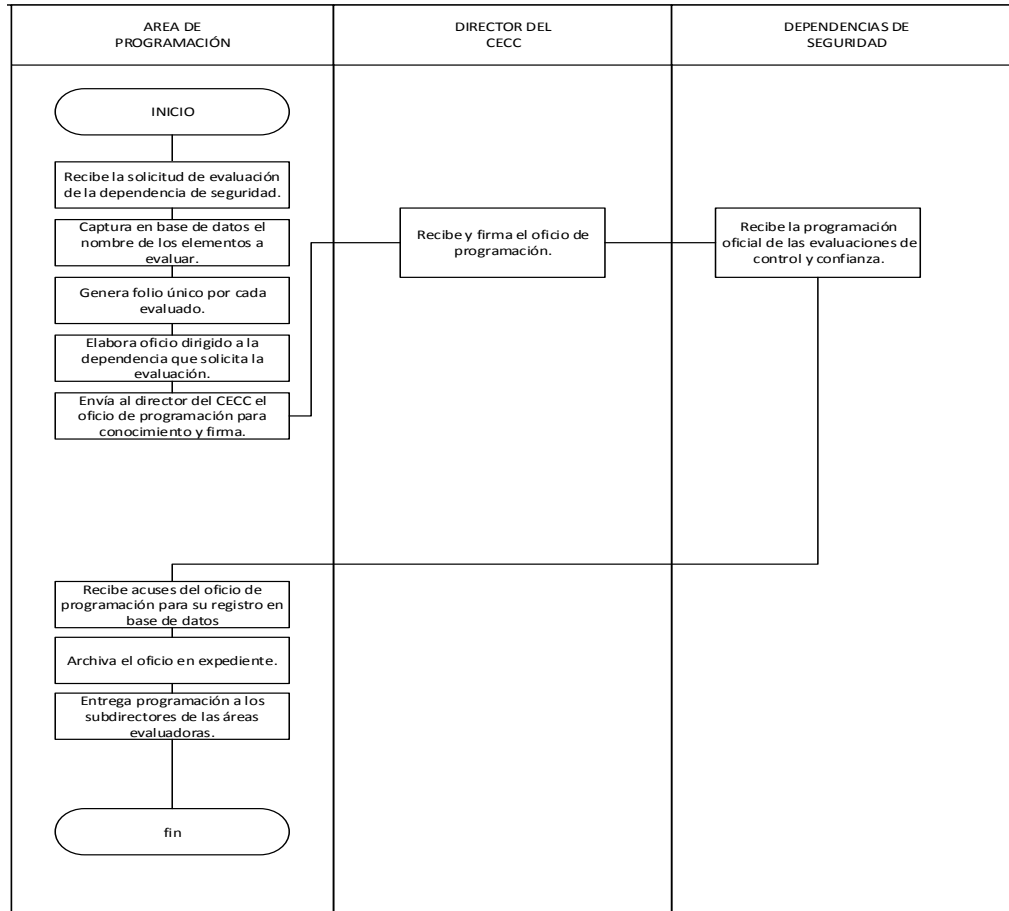 AREA DE
PROGRAMACIÓN
DIRECTOR DEL
CECC
DEPENDENCIAS DE
SEGURIDAD
INICIO
Recibe la solicitud de evaluación
de la dependencia de seguridad.
Captura en base de datos el
nombre de los elementos a
evaluar.
Genera folio único por cada
evaluado.
Elabora oficio dirigido a la
dependencia que solicita la
evaluación.
Envía al director del CECC el
oficio de programación para
conocimiento y firma.
Recibe y firma el oficio de
programación.
Recibe la programación
oficial de las evaluaciones de
control y confianza.
Recibe acuses del oficio de
programación para su registro en
base de datos
Archiva el oficio en expediente.
Entrega programación a los
subdirectores de las áreas
evaluadoras.
fin